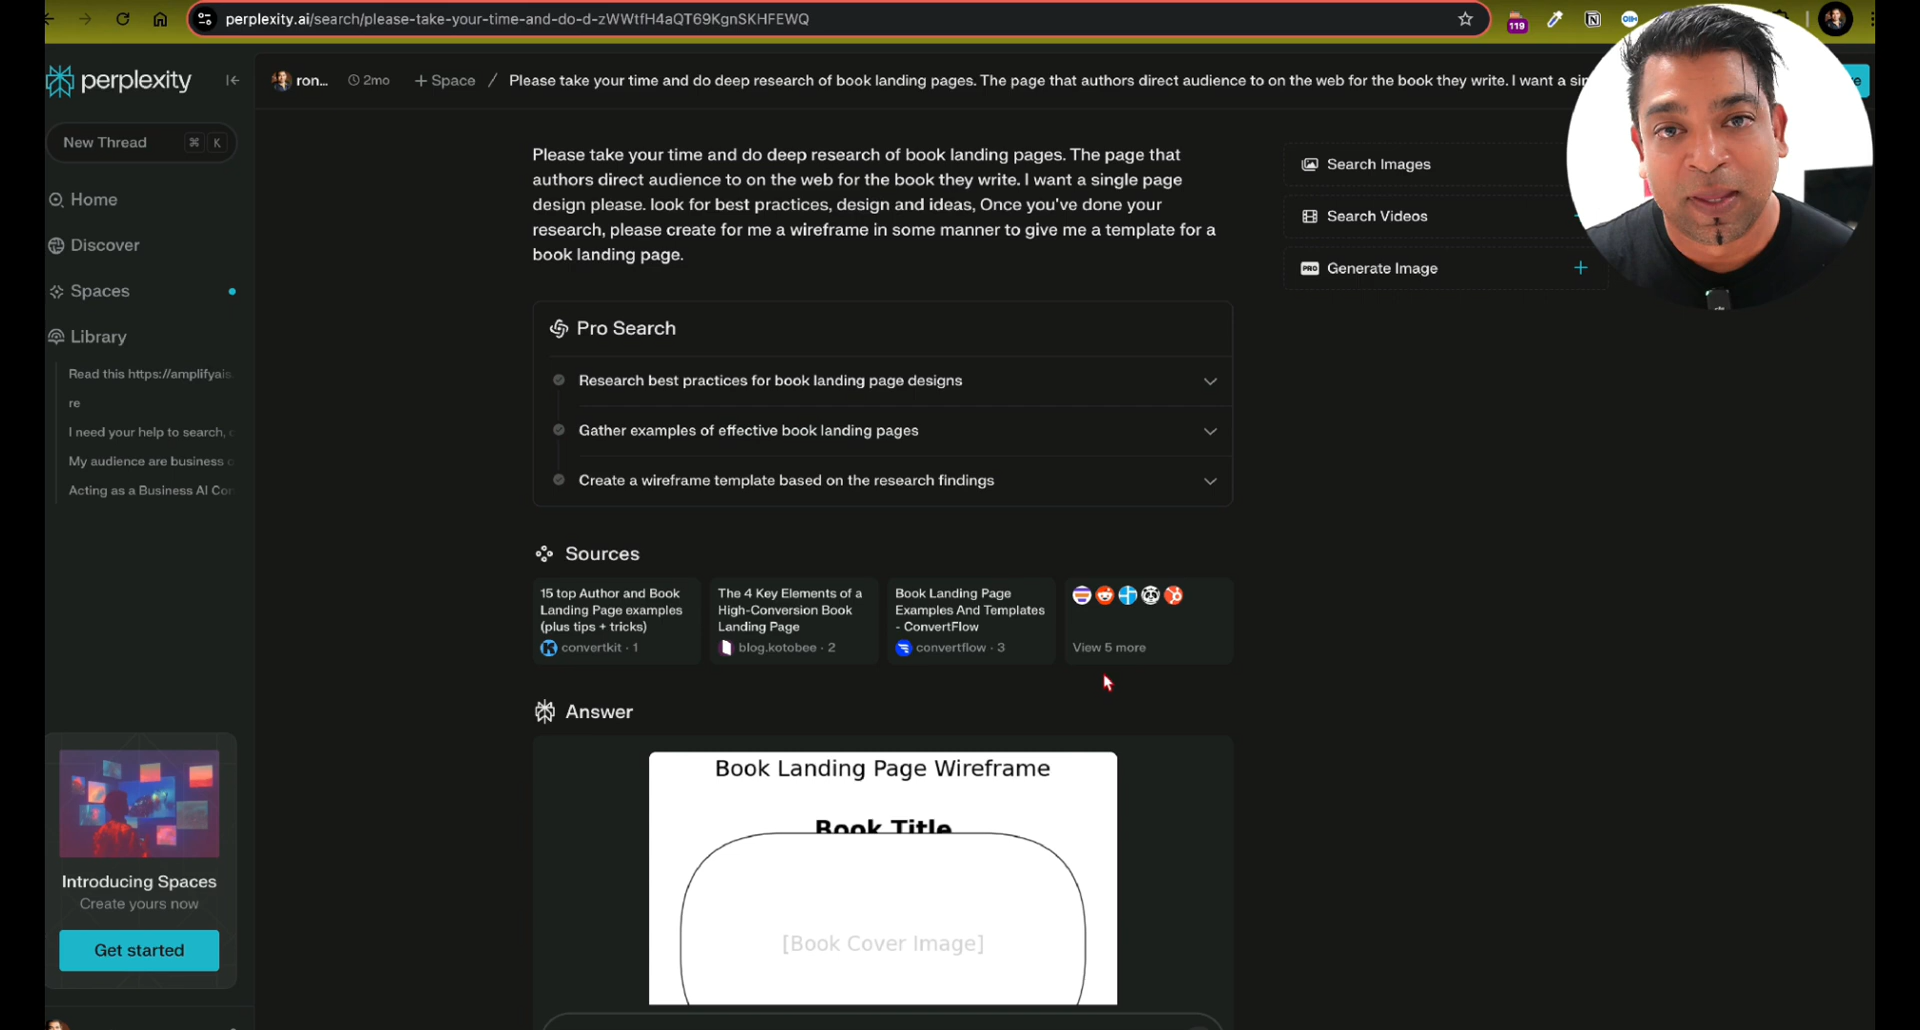 perplexity.ai/search/please-take-your-time-and-do-d-zWWtfH4aQT69KgnSKHFEWQ
119
perplexity
ron...
2mo
+ Space
/
Please take your time and do deep research of book landing pages. The page that authors direct audience to on the web for the book they write. I want a
New Thread
⌘ K
Home
Discover
Spaces
Library
Read this https://amplifyais
re
I need your help to search,
My audience are business
Acting as a Business AI Con
Introducing Spaces
Create yours now
Get started
Please take your time and do deep research of book landing pages. The page that
authors direct audience to on the web for the book they write. I want a single page
design please. look for best practices, design and ideas, Once you've done your
research, please create for me a wireframe in some manner to give me a template for a
book landing page.
Pro Search
Research best practices for book landing page designs
Gather examples of effective book landing pages
Create a wireframe template based on the research findings
Sources
15 top Author and Book
Landing Page examples
(plus tips + tricks)
convertkit · 1
The 4 Key Elements of a
High-Conversion Book
Landing Page
blog.kotobee · 2
Book Landing Page
Examples And Templates
- ConvertFlow
convertflow · 3
View 5 more
Answer
Book Landing Page Wireframe
Book Title
[Book Cover Image]
Search Images
Search Videos
PRO Generate Image +